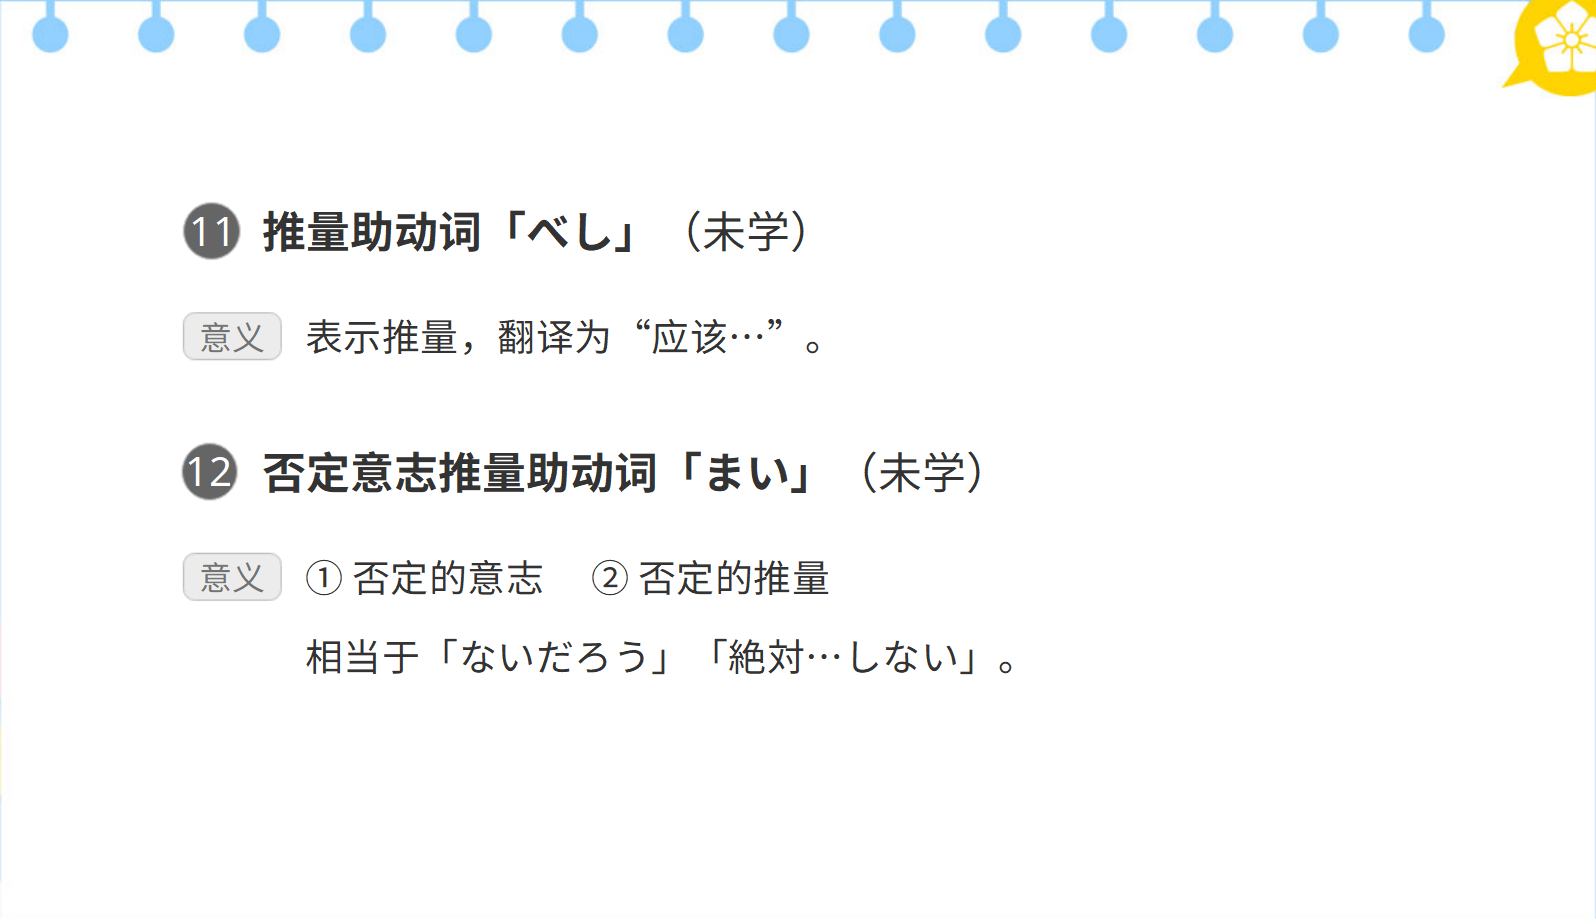 11 推量助动词「べし」（未学）
意义 表示推量，翻译为“应该…”。
12 否定意志推量助动词「まい」（未学）
意义 ① 否定的意志 ② 否定的推量
相当于「ないだろう」「絶対…しない」。